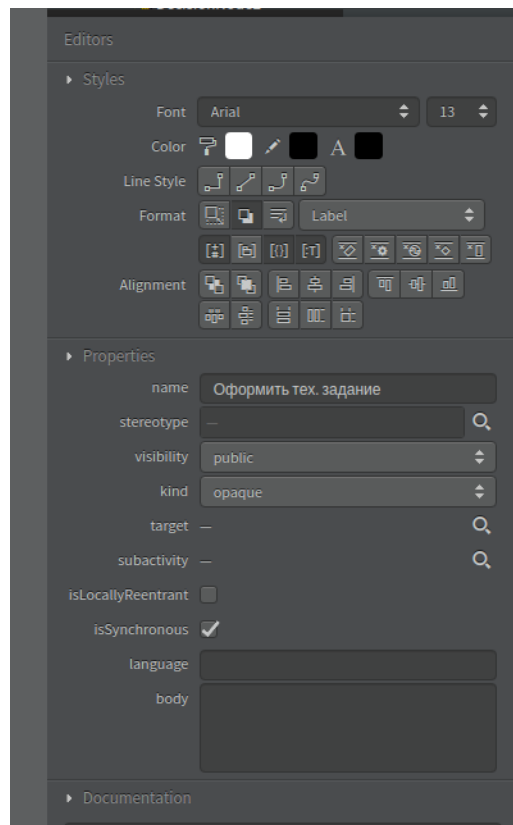 Editors
Styles
Font Arial 13
Color A
Line Style
Format Label
Alignment
Properties
name Оформить тех. задание
stereotype —
visibility public
kind opaque
target —
subactivity —
isLocallyReentrant
isSynchronous
language
body
Documentation